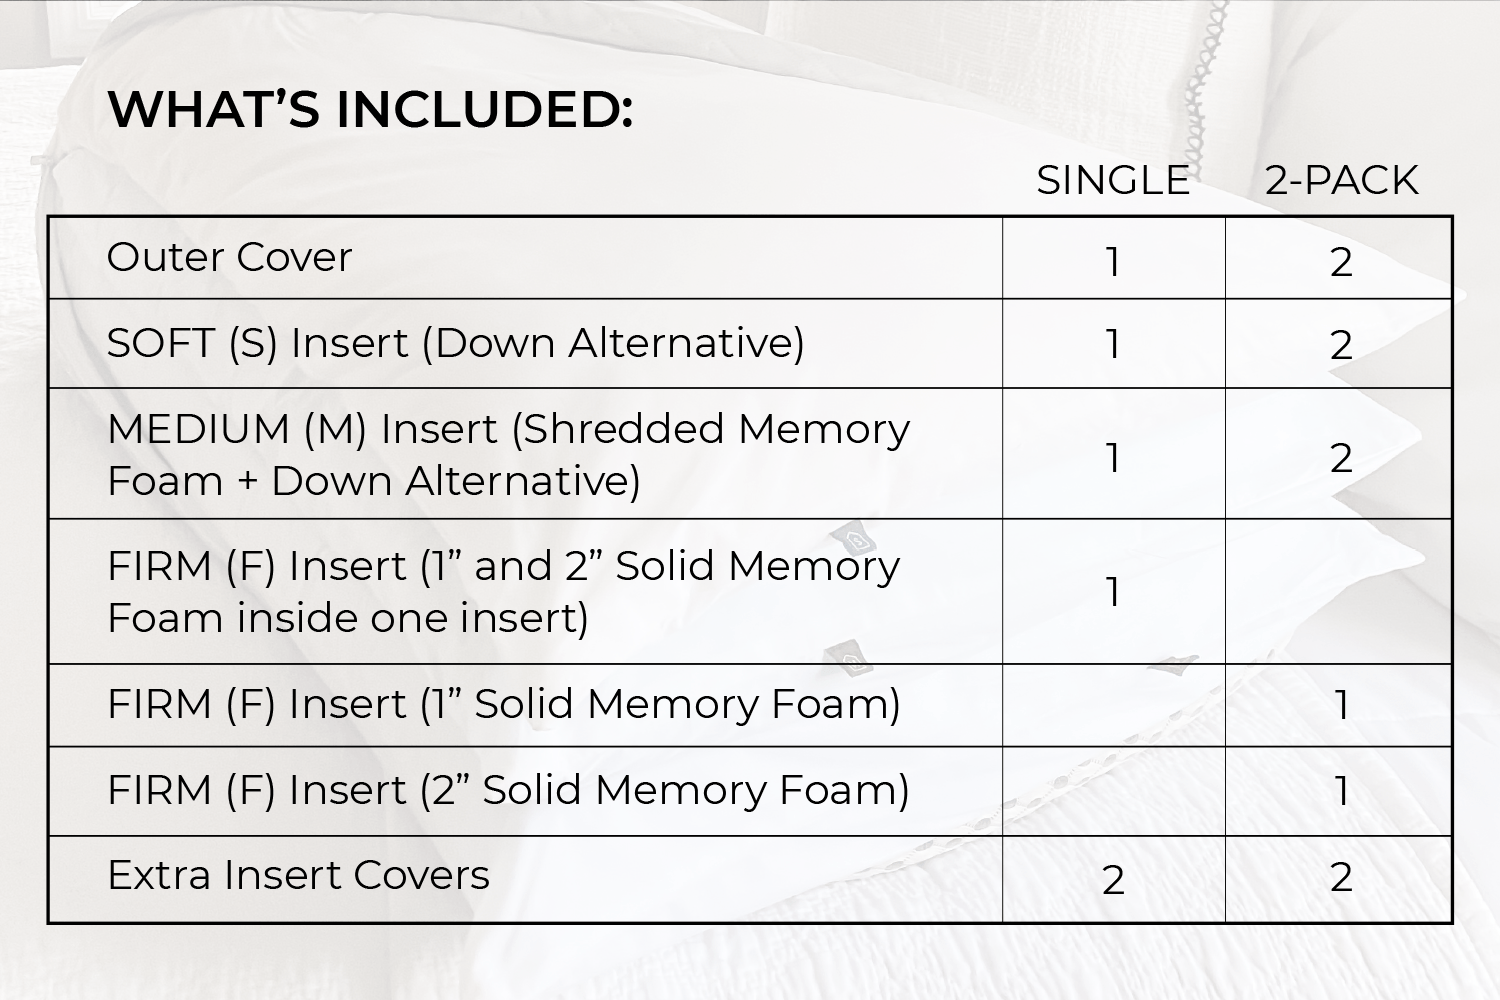 WHAT’S INCLUDED:
SINGLE 2-PACK
Outer Cover 1 2
SOFT (S) Insert (Down Alternative) 1 2
MEDIUM (M) Insert (Shredded Memory
Foam + Down Alternative) 1 2
FIRM (F) Insert (1” and 2” Solid Memory
Foam inside one insert) 1
FIRM (F) Insert (1” Solid Memory Foam) 1
FIRM (F) Insert (2” Solid Memory Foam) 1
Extra Insert Covers 2 2